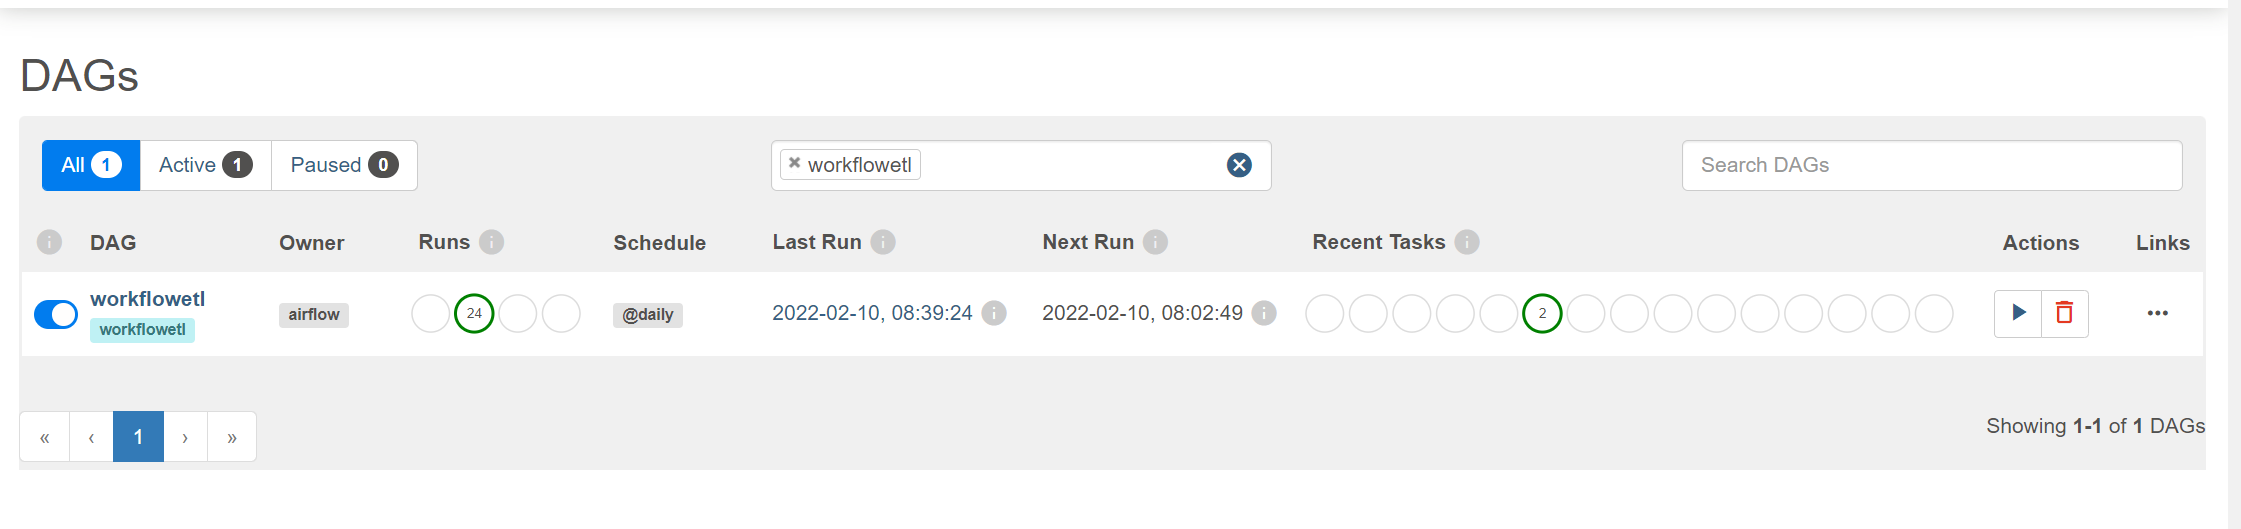 DAGs
All 1 Active 1 Paused 0 × workflowetl Search DAGs
i DAG Owner Runs i Schedule Last Run i Next Run i Recent Tasks i Actions Links
workflowetl airflow 24 @daily 2022-02-10, 08:39:24 i 2022-02-10, 08:02:49 i 2 ...
workflowetl
« ‹ 1 › » Showing 1-1 of 1 DAGs